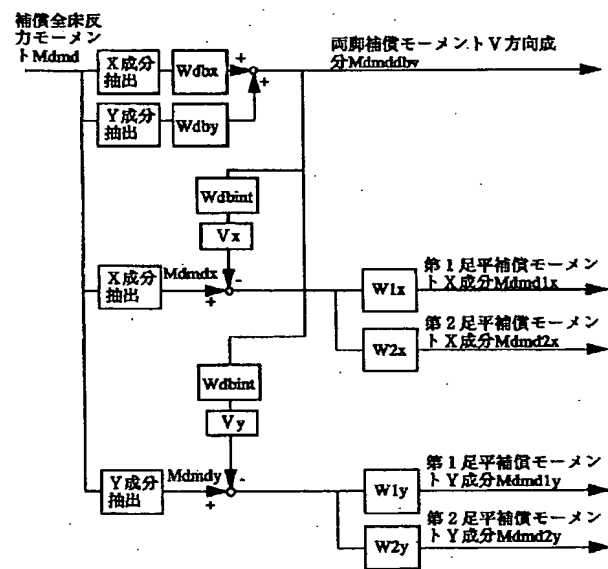 補償全床反
力モーメン
トMdmd
X成分
抽出
Wdbx
+
+
両脚補償モーメントV方向成
分Mdmddbv
Y成分
抽出
Wdby
Wdbint
Vx
X成分
抽出
Mdmdx
-
+
W1x
第1足平補償モーメン
トX成分Mdmd1x
W2x
第2足平補償モーメン
トX成分Mdmd2x
Wdbint
Vy
Y成分
抽出
Mdmdy
-
+
W1y
第1足平補償モーメン
トY成分Mdmd1y
W2y
第2足平補償モーメン
トY成分Mdmd2y